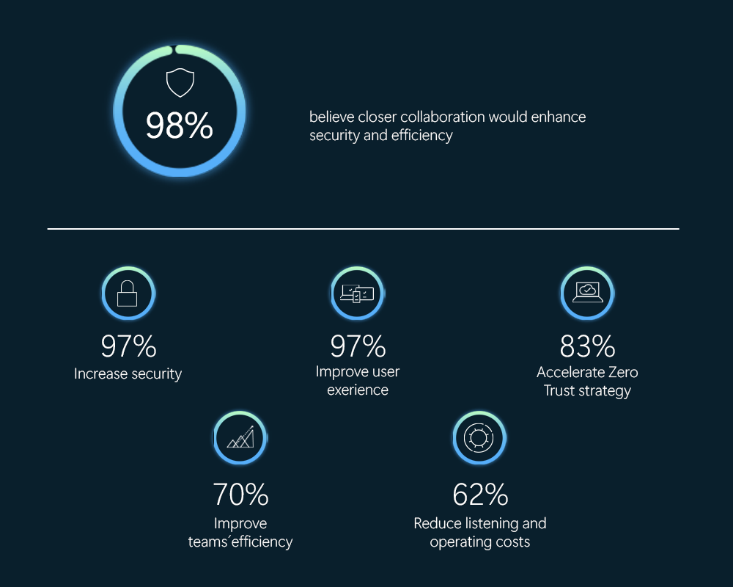 98%
believe closer collaboration would enhance
security and efficiency
97%
Increase security
97%
Improve user
exerience
83%
Accelerate Zero
Trust strategy
70%
Improve
teams´efficiency
62%
Reduce listening and
operating costs